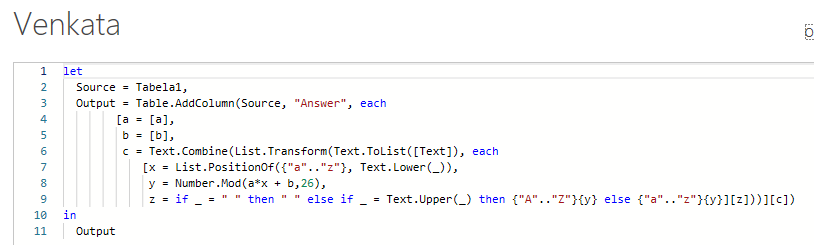 Venkata
1 let
2 Source = Tabela1,
3 Output = Table.AddColumn(Source, "Answer", each
4 [a = [a],
5 b = [b],
6 c = Text.Combine(List.Transform(Text.ToList([Text]), each
7 [x = List.PositionOf({"a".."z"}, Text.Lower(_)),
8 y = Number.Mod(a*x + b,26),
9 z = if _ = " " then " " else if _ = Text.Upper(_) then {"A".."Z"}{y} else {"a".."z"}{y}][z]))][c])
10 in
11 Output